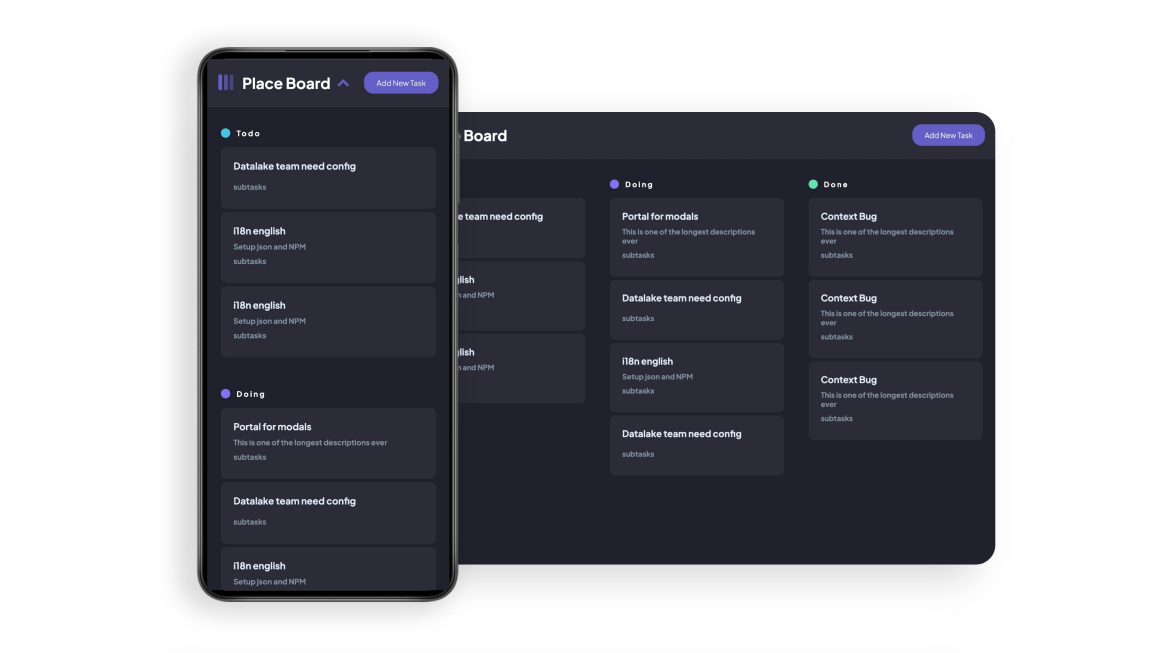 Place Board
Add New Task
Todo
Datalake team need config
subtasks
i18n english
Setup json and NPM
subtasks
i18n english
Setup json and NPM
subtasks
Doing
Portal for modals
This is one of the longest descriptions ever
subtasks
Datalake team need config
subtasks
i18n english
Setup json and NPM
Board
Add New Task
team need config
and NPM
and NPM
Doing
Portal for modals
This is one of the longest descriptions
ever
subtasks
Datalake team need config
subtasks
i18n english
Setup json and NPM
subtasks
Datalake team need config
subtasks
Done
Context Bug
This is one of the longest descriptions
ever
subtasks
Context Bug
This is one of the longest descriptions
ever
subtasks
Context Bug
This is one of the longest descriptions
ever
subtasks